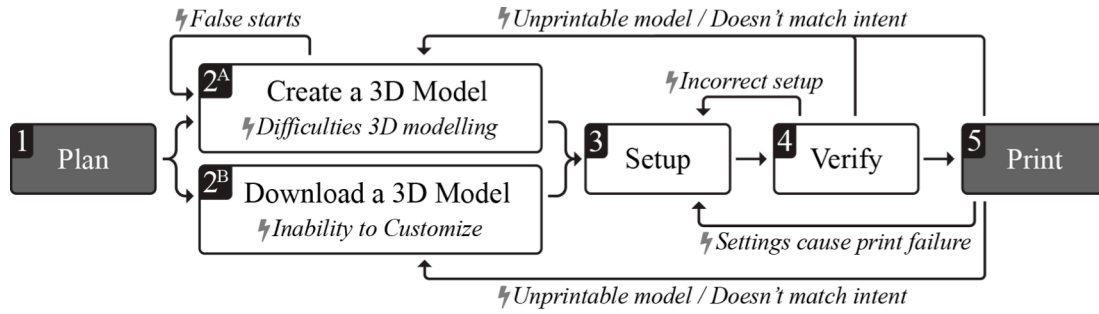 False starts
Unprintable model / Doesn't match intent
2A
Create a 3D Model
Difficulties 3D modelling
Incorrect setup
1
Plan
3
Setup
4
Verify
5
Print
2B
Download a 3D Model
Inability to Customize
Settings cause print failure
Unprintable model / Doesn't match intent